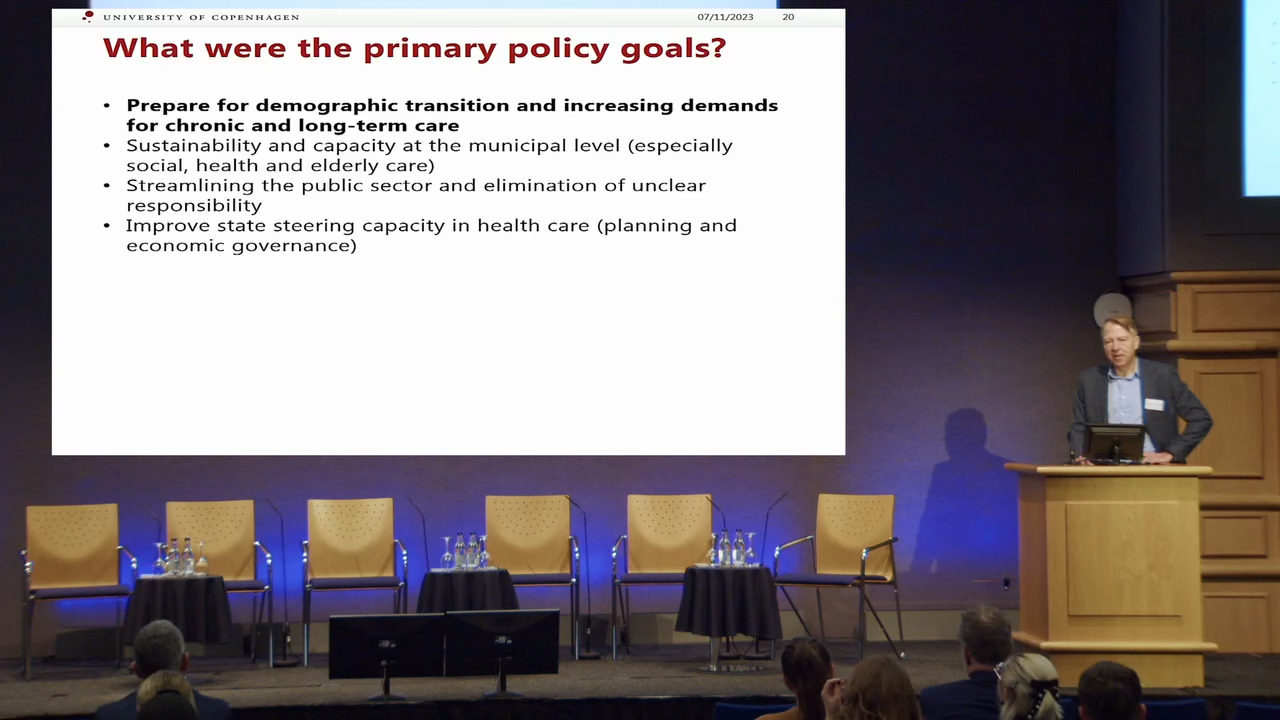 UNIVERSITY OF COPENHAGEN 07/11/2023 20
What were the primary policy goals?
• Prepare for demographic transition and increasing demands
for chronic and long-term care
• Sustainability and capacity at the municipal level (especially
social, health and elderly care)
• Streamlining the public sector and elimination of unclear
responsibility
• Improve state steering capacity in health care (planning and
economic governance)